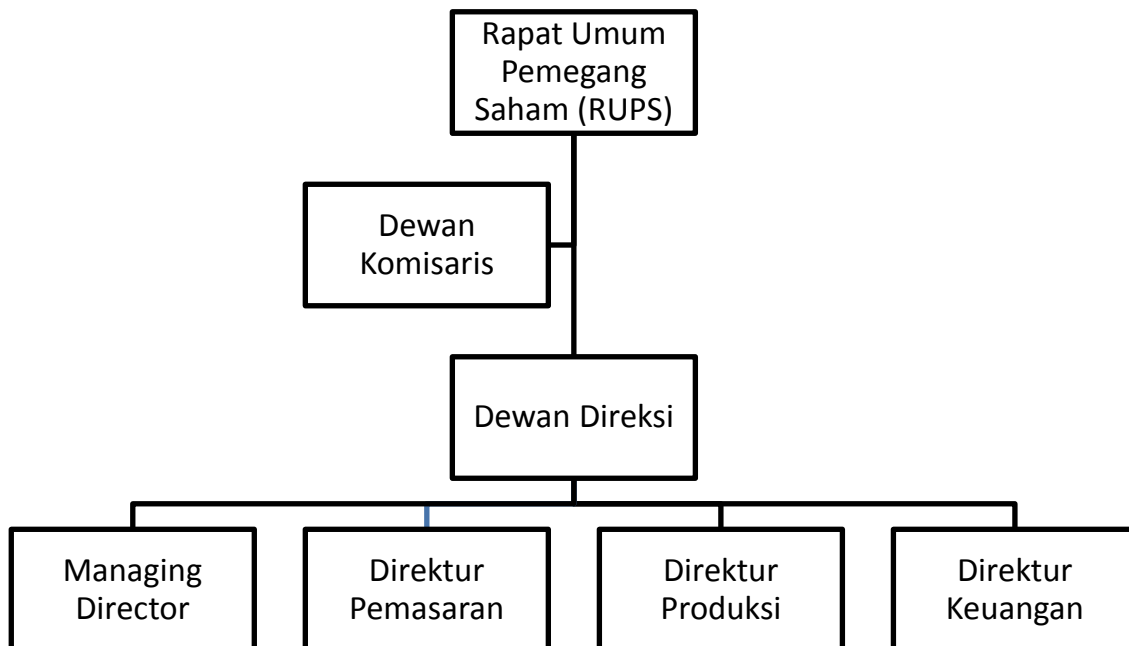 Rapat Umum
Pemegang
Saham (RUPS)
Dewan
Komisaris
Dewan Direksi
Managing
Director
Direktur
Pemasaran
Direktur
Produksi
Direktur
Keuangan